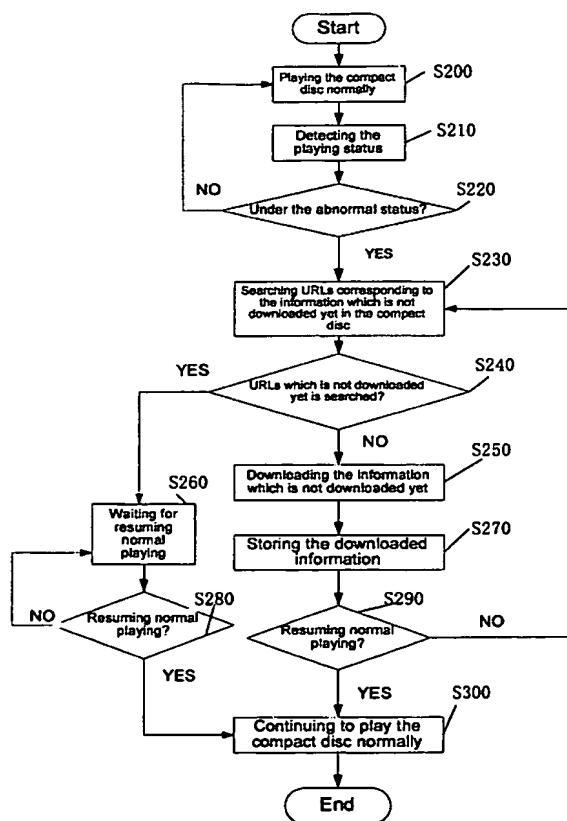 Start
Playing the compact
disc normally
S200
Detecting the
playing status
S210
NO
Under the abnormal status?
S220
YES
S230
Searching URLs corresponding to
the information which is not
downloaded yet in the compact
disc
YES
URLs which is not downloaded
yet is searched?
S240
NO
S250
Downloading the information
which is not downloaded yet
S260
Waiting for
resuming
normal
playing
S270
Storing the downloaded
information
S280
NO
Resuming normal
playing?
S290
Resuming normal
playing?
NO
YES
YES
S300
Continuing to play the
compact disc normally
End